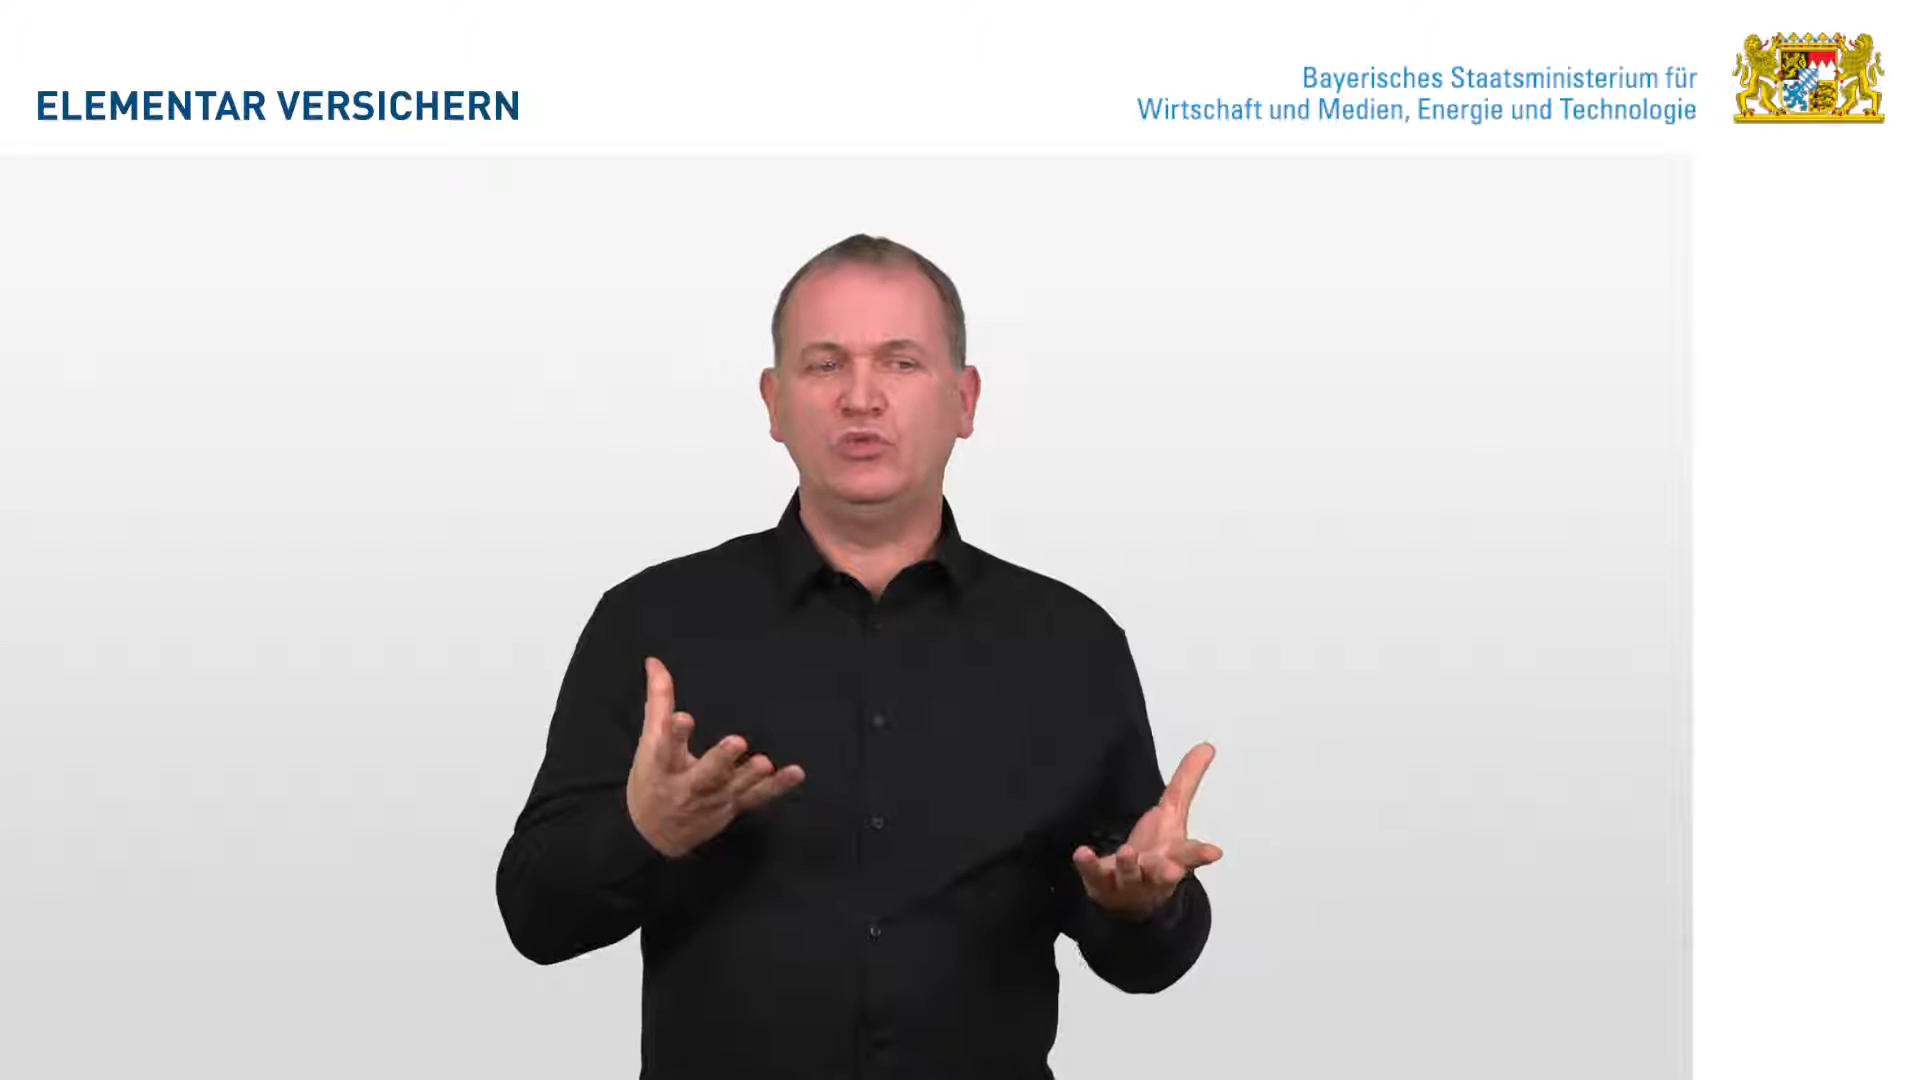 ELEMENTAR VERSICHERN
Bayerisches Staatsministerium für
Wirtschaft und Medien, Energie und Technologie